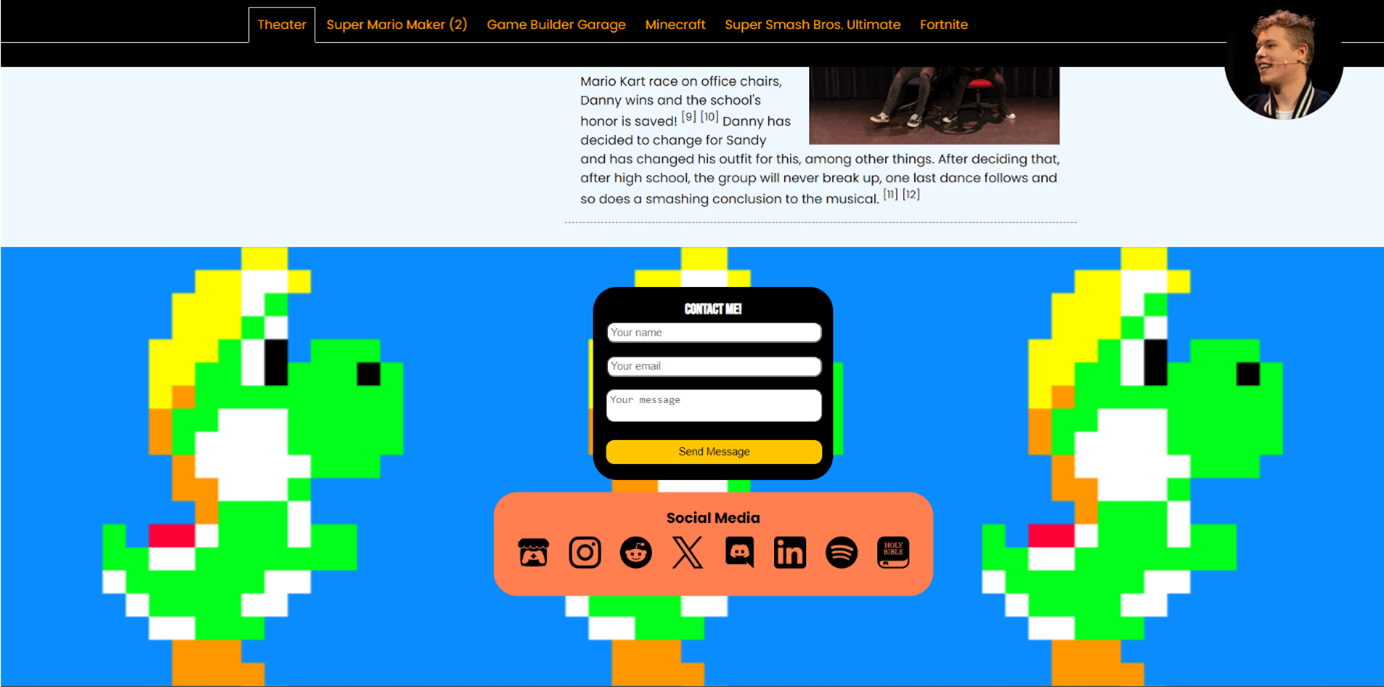 Theater Super Mario Maker (2) Game Builder Garage Minecraft Super Smash Bros. Ultimate Fortnite
Mario Kart race on office chairs,
Danny wins and the school's
honor is saved! [9] [10] Danny has
decided to change for Sandy
and has changed his outfit for this, among other things. After deciding that,
after high school, the group will never break up, one last dance follows and
so does a smashing conclusion to the musical. [11] [12]
CONTACT ME!
Your name
Your email
Your message
Send Message
Social Media
in
HOLY
BIBLE